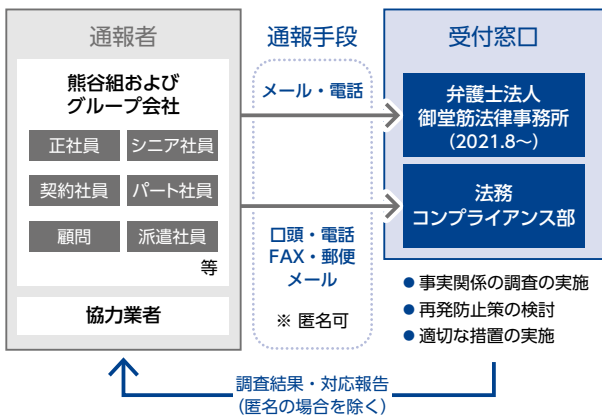 通報者
熊谷組および
グループ会社
正社員
シニア社員
契約社員
パート社員
顧問
派遣社員
等
協力業者
通報手段
メール・電話
口頭・電話
FAX・郵便
メール
※ 匿名可
受付窓口
弁護士法人
御堂筋法律事務所
(2021.8〜)
法務
コンプライアンス部
● 事実関係の調査の実施
● 再発防止策の検討
● 適切な措置の実施
調査結果・対応報告
(匿名の場合を除く)